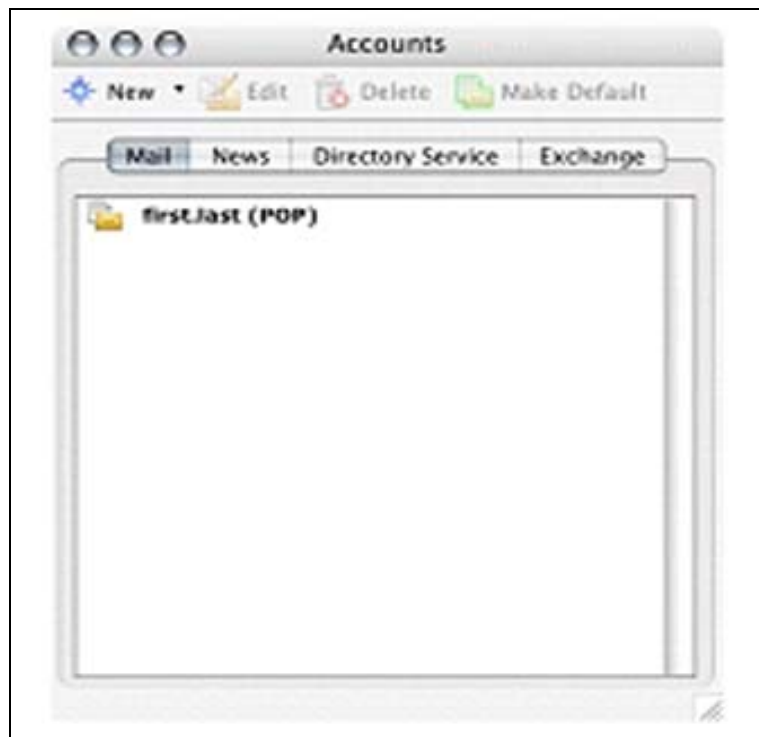 Accounts
New Edit Delete Make Default
Mail News Directory Service Exchange
first.last (POP)